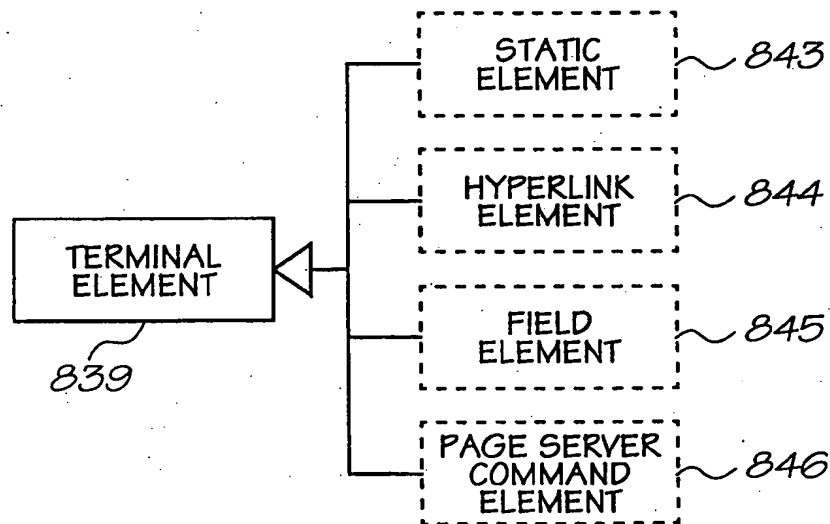 STATIC
ELEMENT
843
HYPERLINK
ELEMENT
844
TERMINAL
ELEMENT
839
FIELD
ELEMENT
845
PAGE SERVER
COMMAND
ELEMENT
846